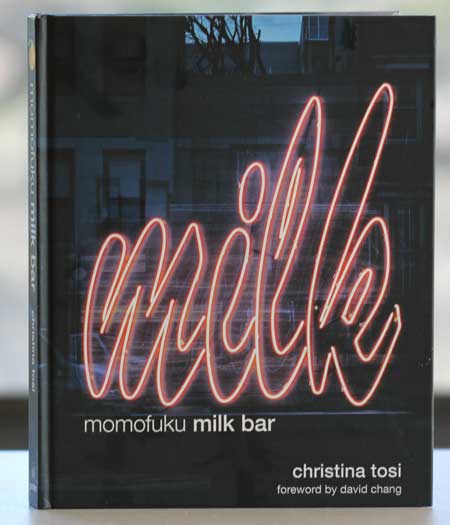 momofuku milk bar
christina tosi
milk
momofuku milk bar
christina tosi
foreword by david chang